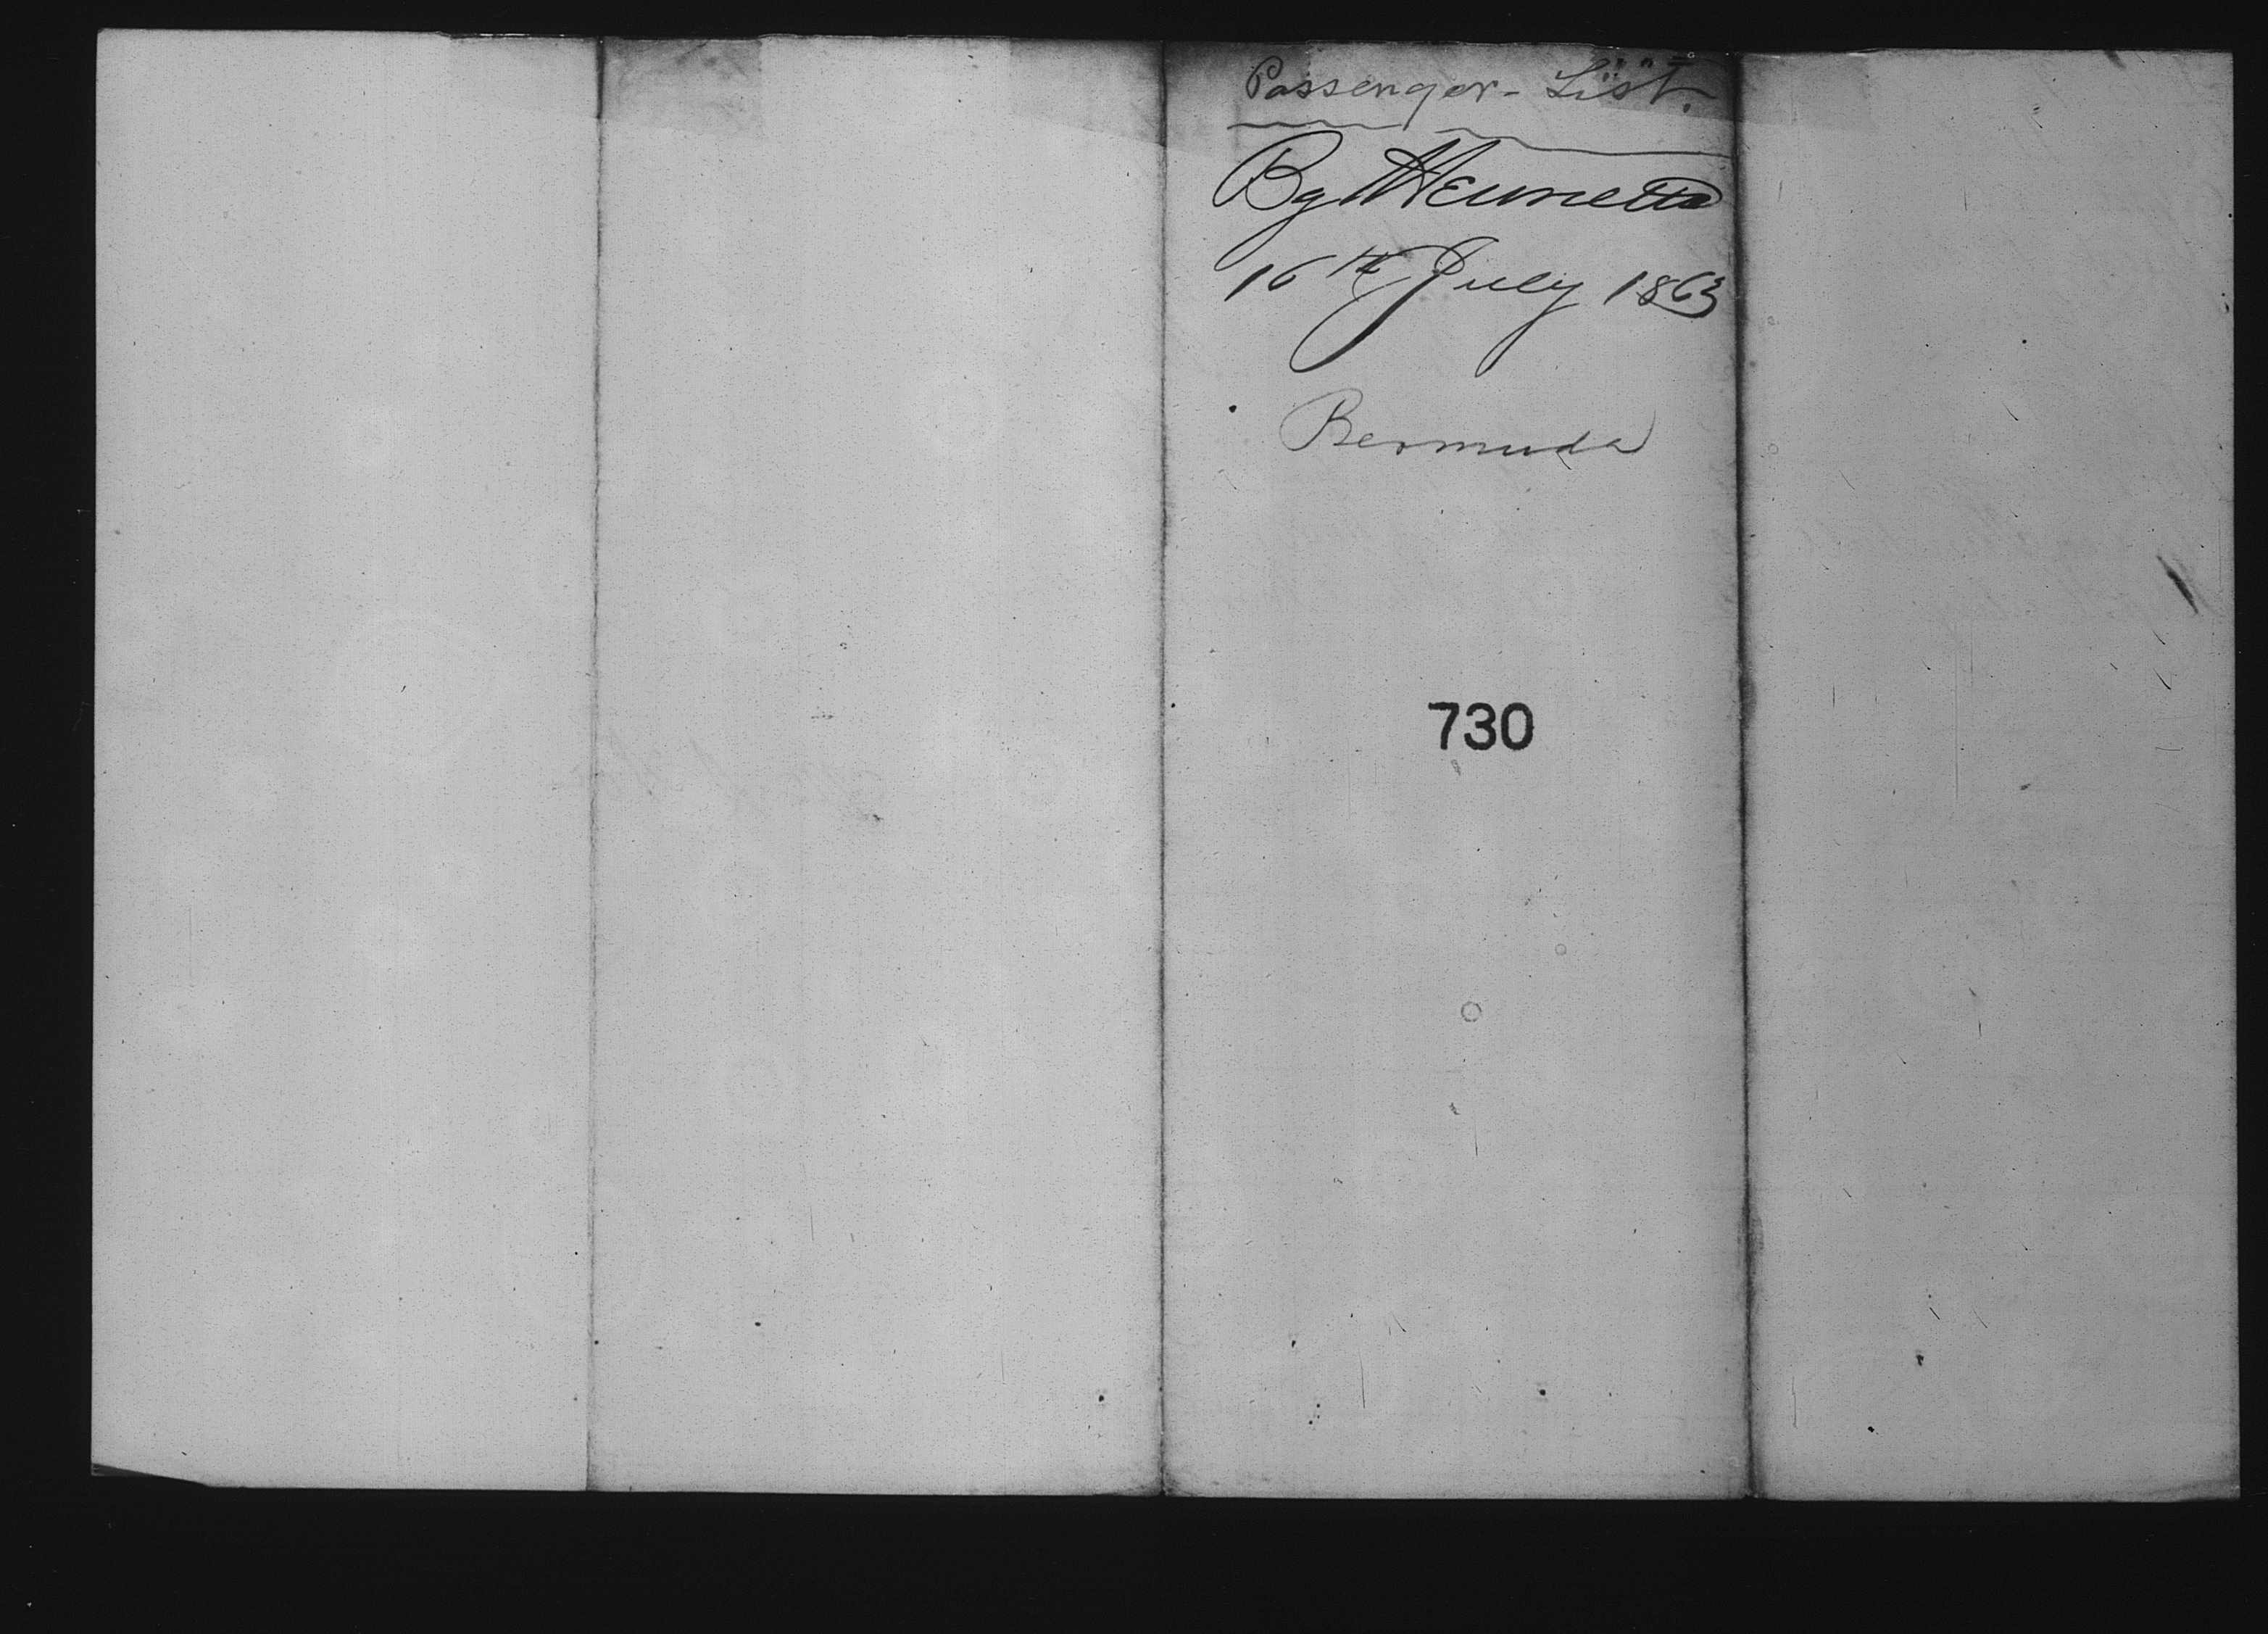 Passenger - List.
Bg Henrietta
16th July 1863
Bermuda
730